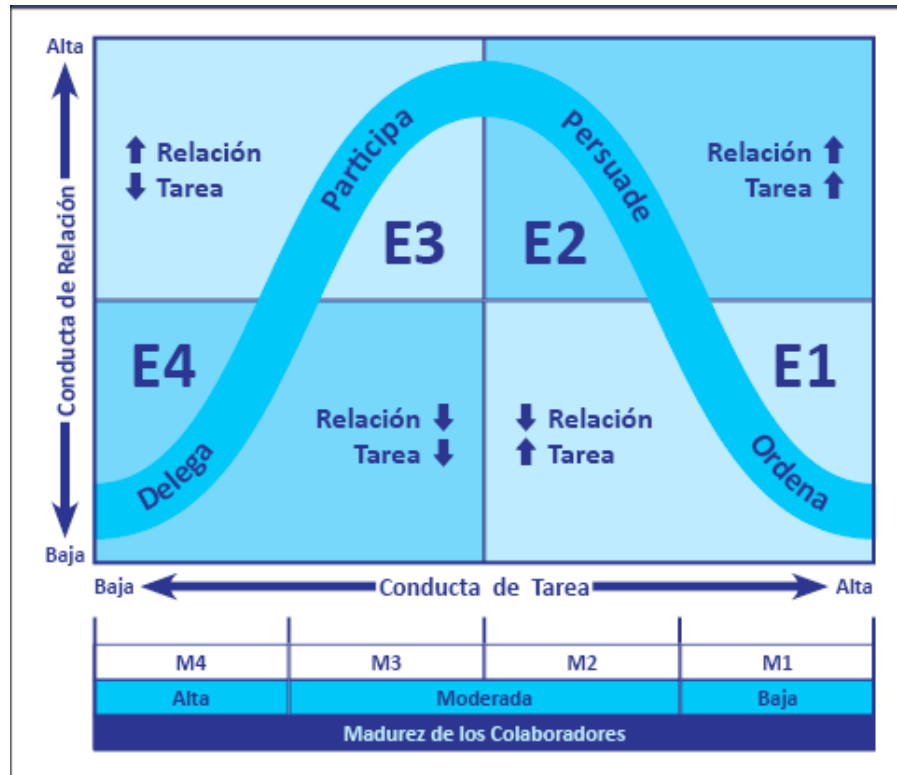 Alta
Conducta de Relación
Baja
Relación
Tarea
Participa
E3
Persuade
E2
Relación
Tarea
E4
Delega
Relación
Tarea
Relación
Tarea
E1
Ordena
Baja Conducta de Tarea Alta
M4 M3 M2 M1
Alta Moderada Baja
Madurez de los Colaboradores